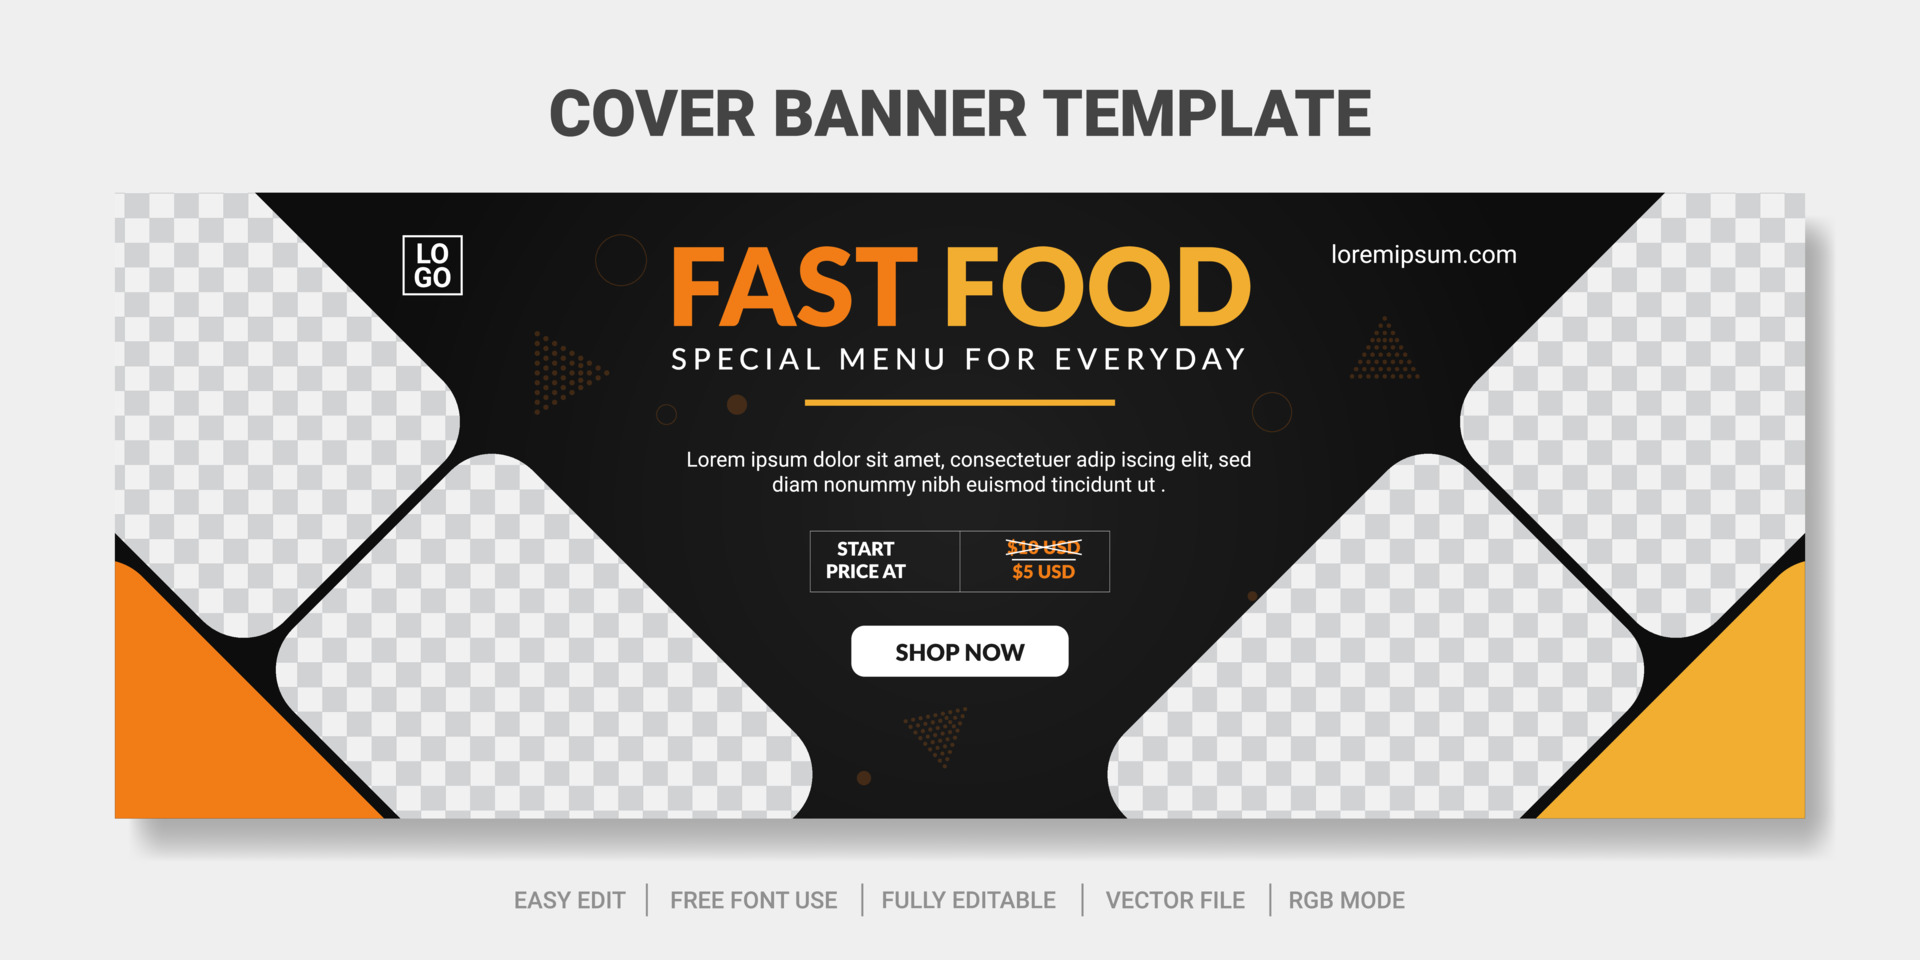 COVER BANNER TEMPLATE
LO
GO
FAST FOOD
loremipsum.com
SPECIAL MENU FOR EVERYDAY
Lorem ipsum dolor sit amet, consectetuer adip iscing elit, sed
diam nonummy nibh euismod tincidunt ut .
START
PRICE AT
$10 USD
$5 USD
SHOP NOW
EASY EDIT | FREE FONT USE | FULLY EDITABLE | VECTOR FILE | RGB MODE